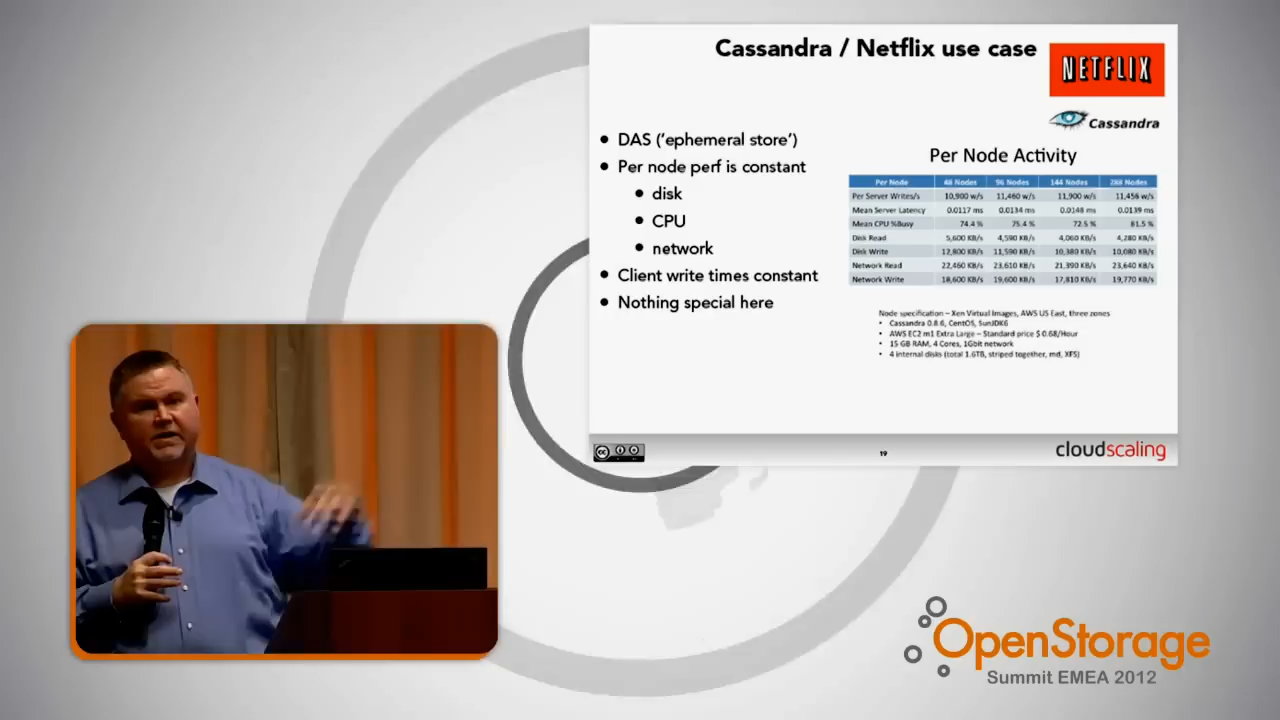 Cassandra / Netflix use case
NETFLIX
Cassandra
• DAS ('ephemeral store')
• Per node perf is constant
• disk
• CPU
• network
• Client write times constant
• Nothing special here
Per Node Activity
Per Node 48 Nodes 96 Nodes 144 Nodes 288 Nodes
Per Server Writes/s 10,900 w/s 11,460 w/s 11,900 w/s 11,456 w/s
Mean Server Latency 0.0117 ms 0.0134 ms 0.0148 ms 0.0139 ms
Mean CPU %Busy 74.4 % 75.4 % 72.5 % 81.5 %
Disk Read 5,600 KB/s 4,590 KB/s 4,060 KB/s 4,280 KB/s
Disk Write 12,800 KB/s 11,590 KB/s 10,380 KB/s 10,080 KB/s
Network Read 22,460 KB/s 23,610 KB/s 21,390 KB/s 23,640 KB/s
Network Write 18,600 KB/s 19,600 KB/s 17,810 KB/s 19,770 KB/s
Node specification – Xen Virtual Images, AWS US East, three zones
• Cassandra 0.8.6, CentOS, SunJDK6
• AWS EC2 m1 Extra Large – Standard price $ 0.68/Hour
• 15 GB RAM, 4 Cores, 1Gbit network
• 4 internal disks (total 1.6TB, striped together, md, XFS)
cc
19
cloudscaling
OpenStorage
Summit EMEA 2012